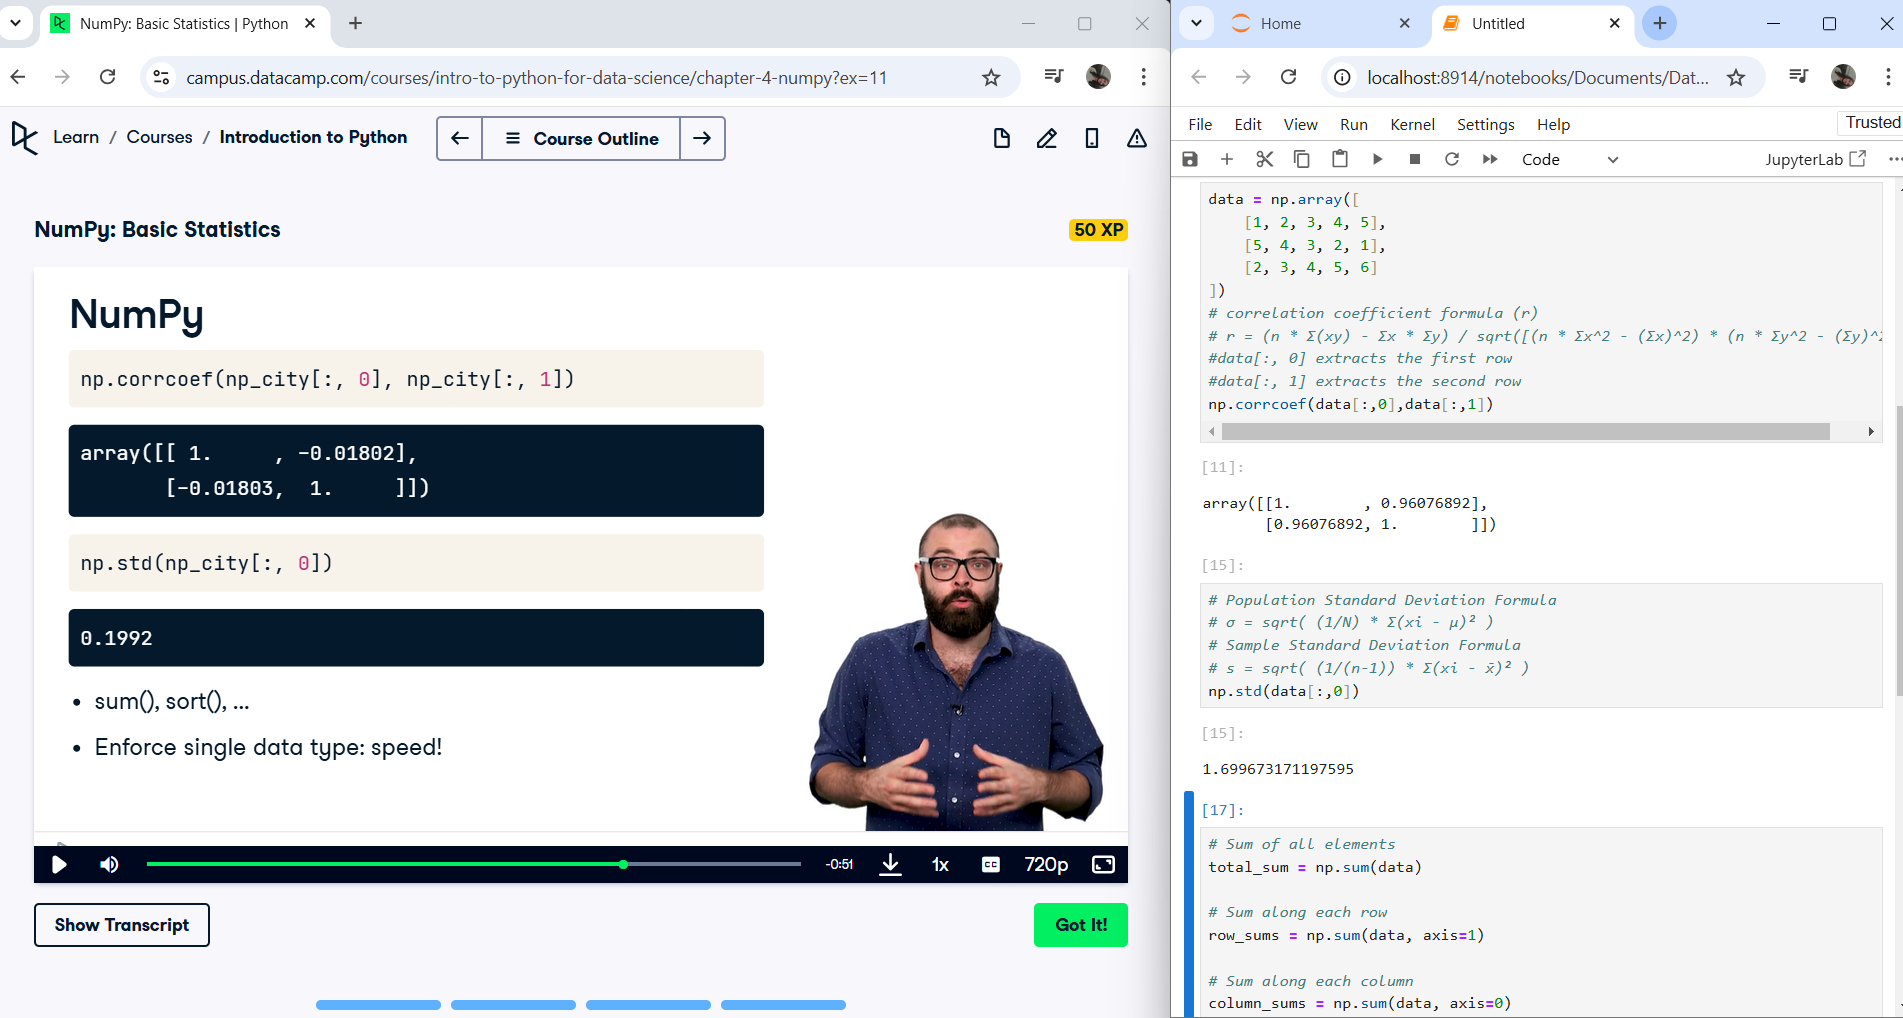 NumPy: Basic Statistics | Python
campus.datacamp.com/courses/intro-to-python-for-data-science/chapter-4-numpy?ex=11
Learn / Courses / Introduction to Python
Course Outline
NumPy: Basic Statistics
50 XP
NumPy
np.corrcoef(np_city[:, 0], np_city[:, 1])
array([[ 1.     , -0.01802],
       [-0.01803,  1.     ]])
np.std(np_city[:, 0])
0.1992
• sum(), sort(), ...
• Enforce single data type: speed!
-0:51
1x
CC
720p
Show Transcript
Got It!
Home
Untitled
localhost:8914/notebooks/Documents/Dat...
File Edit View Run Kernel Settings Help
Trusted
Code
JupyterLab
data = np.array([
    [1, 2, 3, 4, 5],
    [5, 4, 3, 2, 1],
    [2, 3, 4, 5, 6]
])
# correlation coefficient formula (r)
# r = (n * Σ(xy) - Σx * Σy) / sqrt([(n * Σx^2 - (Σx)^2) * (n * Σy^2 - (Σy)^2
#data[:, 0] extracts the first row
#data[:, 1] extracts the second row
np.corrcoef(data[:,0],data[:,1])
[11]:
array([[1.        , 0.96076892],
       [0.96076892, 1.        ]])
[15]:
# Population Standard Deviation Formula
# σ = sqrt( (1/N) * Σ(xi - μ)² )
# Sample Standard Deviation Formula
# s = sqrt( (1/(n-1)) * Σ(xi - x̄)² )
np.std(data[:,0])
[15]:
1.699673171197595
[17]:
# Sum of all elements
total_sum = np.sum(data)
# Sum along each row
row_sums = np.sum(data, axis=1)
# Sum along each column
column_sums = np.sum(data, axis=0)